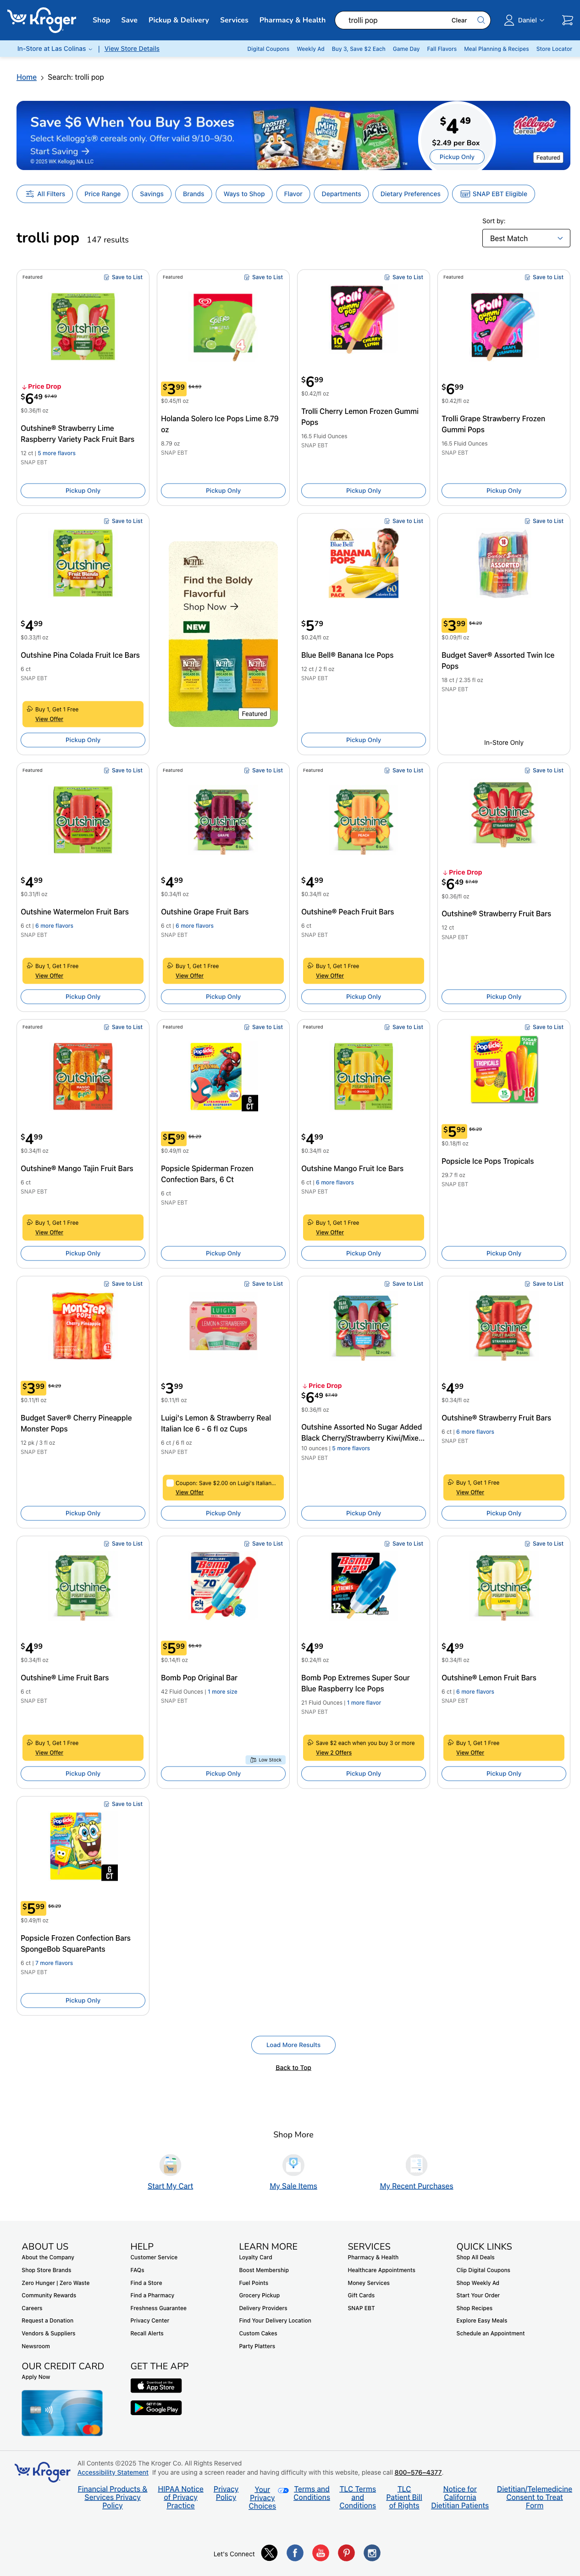 Kroger
Shop
Save
Pickup & Delivery
Services
Pharmacy & Health
trolli pop
Clear
Daniel
In-Store at Las Colinas
|
View Store Details
Digital Coupons
Weekly Ad
Buy 3, Save $2 Each
Game Day
Fall Flavors
Meal Planning & Recipes
Store Locator
Home
Search: trolli pop
Save $6 When You Buy 3 Boxes
Select Kellogg's® cereals only. Offer valid 9/10–9/30.
Start Saving
© 2025 WK Kellogg NA LLC
$4 49
$2.49 per Box
Pickup Only
Kellogg's
Cereal
Featured
All Filters
Price Range
Savings
Brands
Ways to Shop
Flavor
Departments
Dietary Preferences
SNAP EBT Eligible
trolli pop
147 results
Sort by:
Best Match
Featured
Save to List
Price Drop
$6 49 $7.49
$0.36/fl oz
Outshine® Strawberry Lime
Raspberry Variety Pack Fruit Bars
12 ct | 5 more flavors
SNAP EBT
Pickup Only
Featured
Save to List
$3 99 $4.69
$0.45/fl oz
Holanda Solero Ice Pops Lime 8.79
oz
8.79 oz
SNAP EBT
Pickup Only
Save to List
$6 99
$0.42/fl oz
Trolli Cherry Lemon Frozen Gummi
Pops
16.5 Fluid Ounces
SNAP EBT
Pickup Only
Featured
Save to List
$6 99
$0.42/fl oz
Trolli Grape Strawberry Frozen
Gummi Pops
16.5 Fluid Ounces
SNAP EBT
Pickup Only
Save to List
$4 99
$0.33/fl oz
Outshine Pina Colada Fruit Ice Bars
6 ct
SNAP EBT
Buy 1, Get 1 Free
View Offer
Pickup Only
Find the Boldy
Flavorful
Shop Now
NEW
Featured
Save to List
$5 79
$0.24/fl oz
Blue Bell® Banana Ice Pops
12 ct / 2 fl oz
SNAP EBT
Pickup Only
Save to List
$3 99 $4.29
$0.09/fl oz
Budget Saver® Assorted Twin Ice
Pops
18 ct / 2.35 fl oz
SNAP EBT
In-Store Only
Featured
Save to List
$4 99
$0.31/fl oz
Outshine Watermelon Fruit Bars
6 ct | 6 more flavors
SNAP EBT
Buy 1, Get 1 Free
View Offer
Pickup Only
Featured
Save to List
$4 99
$0.34/fl oz
Outshine Grape Fruit Bars
6 ct | 6 more flavors
SNAP EBT
Buy 1, Get 1 Free
View Offer
Pickup Only
Featured
Save to List
$4 99
$0.34/fl oz
Outshine® Peach Fruit Bars
6 ct
SNAP EBT
Buy 1, Get 1 Free
View Offer
Pickup Only
Save to List
Price Drop
$6 49 $7.49
$0.36/fl oz
Outshine® Strawberry Fruit Bars
12 ct
SNAP EBT
Pickup Only
Featured
Save to List
$4 99
$0.34/fl oz
Outshine® Mango Tajin Fruit Bars
6 ct
SNAP EBT
Buy 1, Get 1 Free
View Offer
Pickup Only
Featured
Save to List
6 CT
$5 99 $6.29
$0.49/fl oz
Popsicle Spiderman Frozen
Confection Bars, 6 Ct
6 ct
SNAP EBT
Pickup Only
Featured
Save to List
$4 99
$0.34/fl oz
Outshine Mango Fruit Ice Bars
6 ct | 6 more flavors
SNAP EBT
Buy 1, Get 1 Free
View Offer
Pickup Only
Save to List
$5 99 $6.29
$0.18/fl oz
Popsicle Ice Pops Tropicals
29.7 fl oz
SNAP EBT
Pickup Only
Save to List
$3 99 $4.29
$0.11/fl oz
Budget Saver® Cherry Pineapple
Monster Pops
12 pk / 3 fl oz
SNAP EBT
Pickup Only
Save to List
$3 99
$0.11/fl oz
Luigi's Lemon & Strawberry Real
Italian Ice 6 - 6 fl oz Cups
6 ct / 6 fl oz
SNAP EBT
Coupon: Save $2.00 on Luigi's Italian...
View Offer
Pickup Only
Save to List
Price Drop
$6 49 $7.49
$0.36/fl oz
Outshine Assorted No Sugar Added
Black Cherry/Strawberry Kiwi/Mixe...
10 ounces | 5 more flavors
SNAP EBT
Pickup Only
Save to List
$4 99
$0.34/fl oz
Outshine® Strawberry Fruit Bars
6 ct | 6 more flavors
SNAP EBT
Buy 1, Get 1 Free
View Offer
Pickup Only
Save to List
$4 99
$0.34/fl oz
Outshine® Lime Fruit Bars
6 ct
SNAP EBT
Buy 1, Get 1 Free
View Offer
Pickup Only
Save to List
$5 99 $6.49
$0.14/fl oz
Bomb Pop Original Bar
42 Fluid Ounces | 1 more size
SNAP EBT
Low Stock
Pickup Only
Save to List
$4 99
$0.24/fl oz
Bomb Pop Extremes Super Sour
Blue Raspberry Ice Pops
21 Fluid Ounces | 1 more flavor
SNAP EBT
Save $2 each when you buy 3 or more
View 2 Offers
Pickup Only
Save to List
$4 99
$0.34/fl oz
Outshine® Lemon Fruit Bars
6 ct | 6 more flavors
SNAP EBT
Buy 1, Get 1 Free
View Offer
Pickup Only
Save to List
6 CT
$5 99 $6.29
$0.49/fl oz
Popsicle Frozen Confection Bars
SpongeBob SquarePants
6 ct | 7 more flavors
SNAP EBT
Pickup Only
Load More Results
Back to Top
Shop More
Start My Cart
My Sale Items
My Recent Purchases
ABOUT US
About the Company
Shop Store Brands
Zero Hunger | Zero Waste
Community Rewards
Careers
Request a Donation
Vendors & Suppliers
Newsroom
HELP
Customer Service
FAQs
Find a Store
Find a Pharmacy
Freshness Guarantee
Privacy Center
Recall Alerts
LEARN MORE
Loyalty Card
Boost Membership
Fuel Points
Grocery Pickup
Delivery Providers
Find Your Delivery Location
Custom Cakes
Party Platters
SERVICES
Pharmacy & Health
Healthcare Appointments
Money Services
Gift Cards
SNAP EBT
QUICK LINKS
Shop All Deals
Clip Digital Coupons
Shop Weekly Ad
Start Your Order
Shop Recipes
Explore Easy Meals
Schedule an Appointment
OUR CREDIT CARD
Apply Now
GET THE APP
Download on the
App Store
GET IT ON
Google Play
Kroger
All Contents ©2025 The Kroger Co. All Rights Reserved
Accessibility Statement If you are using a screen reader and having difficulty with this website, please call 800-576-4377.
Financial Products &
Services Privacy
Policy
HIPAA Notice
of Privacy
Practice
Privacy
Policy
Your
Privacy
Choices
Terms and
Conditions
TLC Terms
and
Conditions
TLC
Patient Bill
of Rights
Notice for
California
Dietitian Patients
Dietitian/Telemedicine
Consent to Treat
Form
Let's Connect